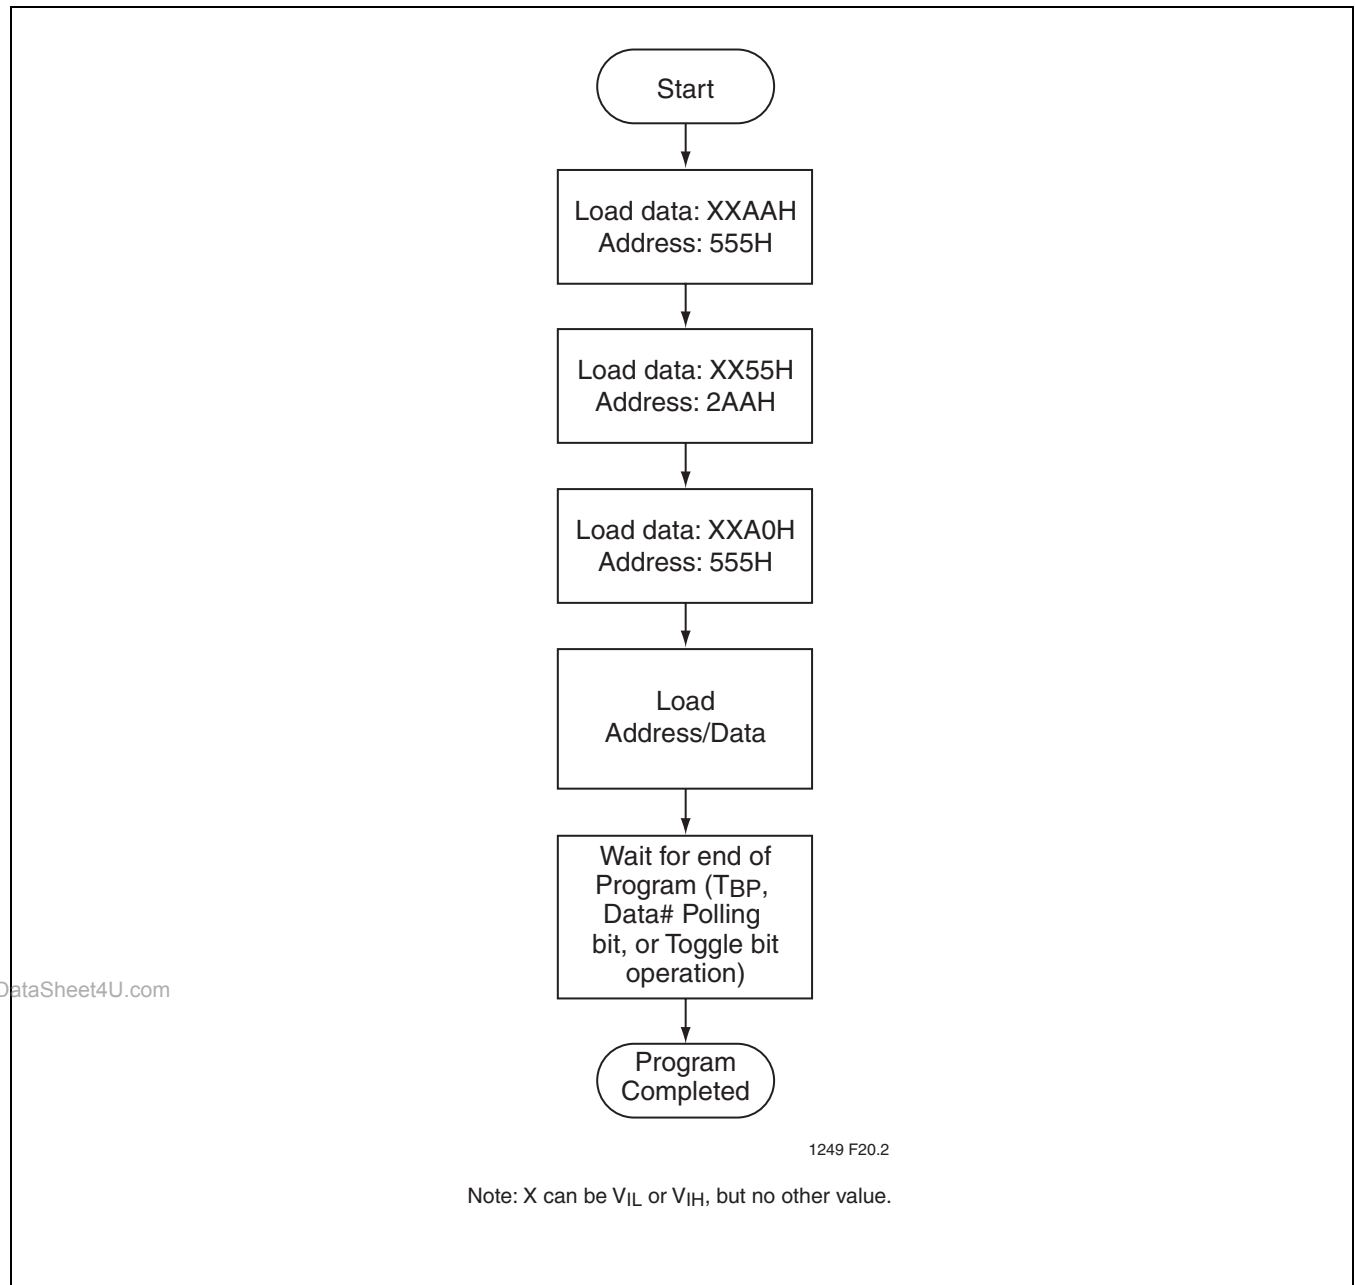 Start
Load data: XXAAH
Address: 555H
Load data: XX55H
Address: 2AAH
Load data: XXA0H
Address: 555H
Load
Address/Data
Wait for end of
Program (TBP,
Data# Polling
bit, or Toggle bit
operation)
DataSheet4U.com
Program
Completed
1249 F20.2
Note: X can be VIL or VIH, but no other value.